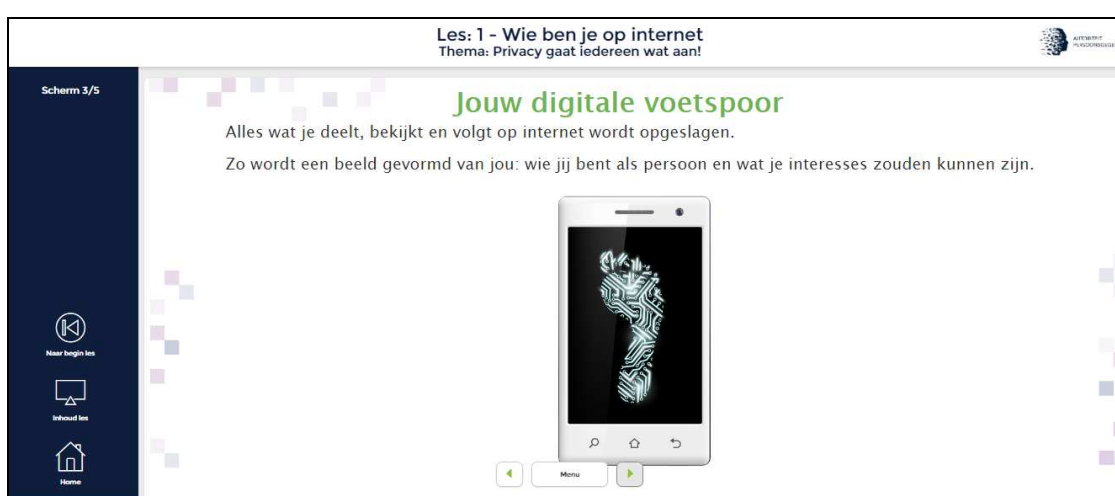 Les: 1 - Wie ben je op internet
Thema: Privacy gaat iedereen wat aan!
AUTORITEIT
Scherm 3/5
Jouw digitale voetspoor
Alles wat je deelt, bekijkt en volgt op internet wordt opgeslagen.
Zo wordt een beeld gevormd van jou: wie jij bent als persoon en wat je interesses zouden kunnen zijn.
Naar begin les
Inhoud les
Home
Menu